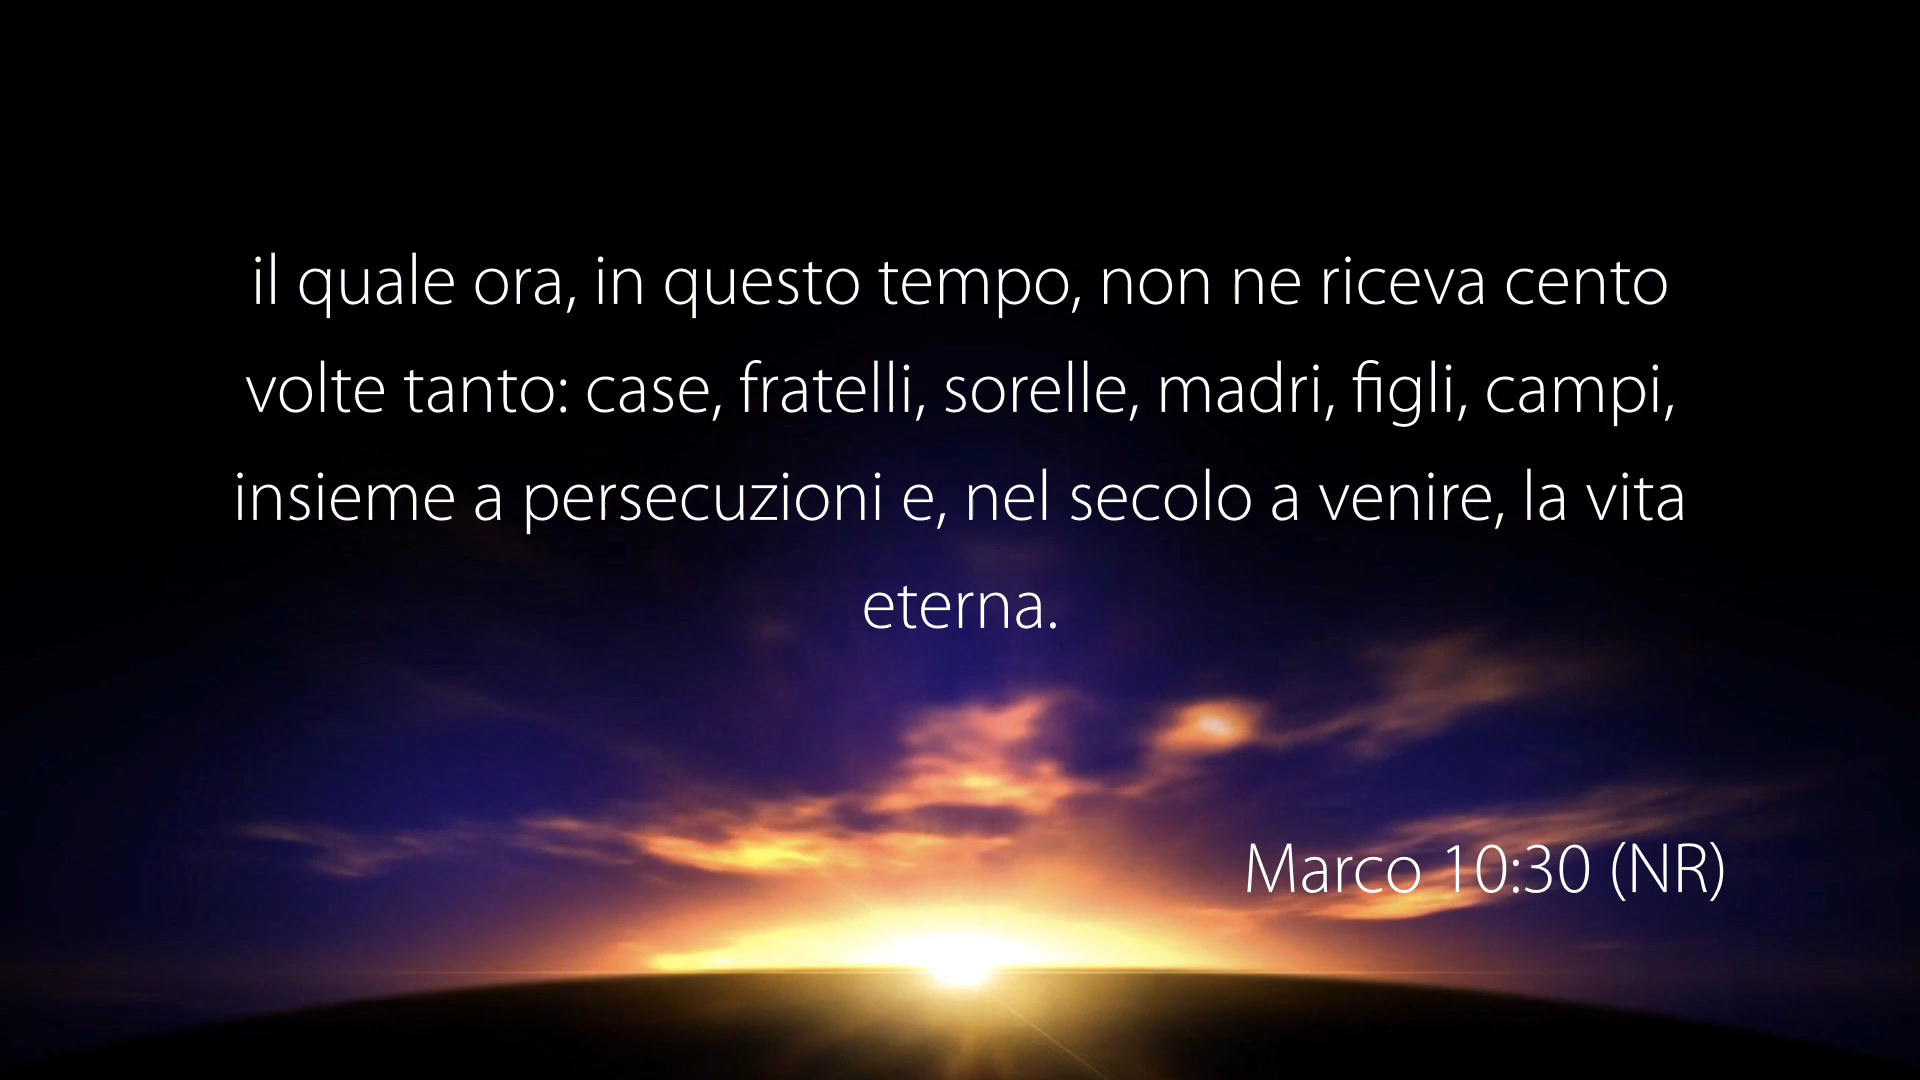 il quale ora, in questo tempo, non ne riceva cento
volte tanto: case, fratelli, sorelle, madri, figli, campi,
insieme a persecuzioni e, nel secolo a venire, la vita
eterna.
Marco 10:30 (NR)